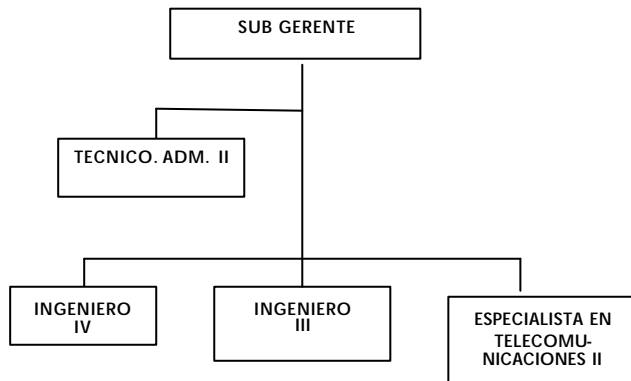 SUB GERENTE
TECNICO. ADM. II
INGENIERO
IV
INGENIERO
III
ESPECIALISTA EN
TELECOMU-
NICACIONES II